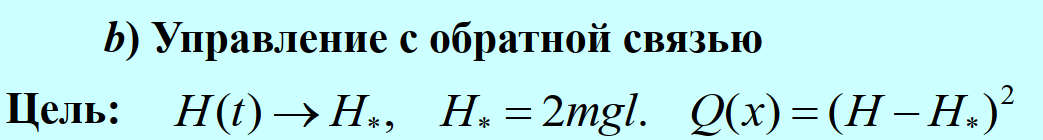 b) Управление с обратной связью
Цель: H(t) → H*, H* = 2mgl. Q(x) = (H − H*)²